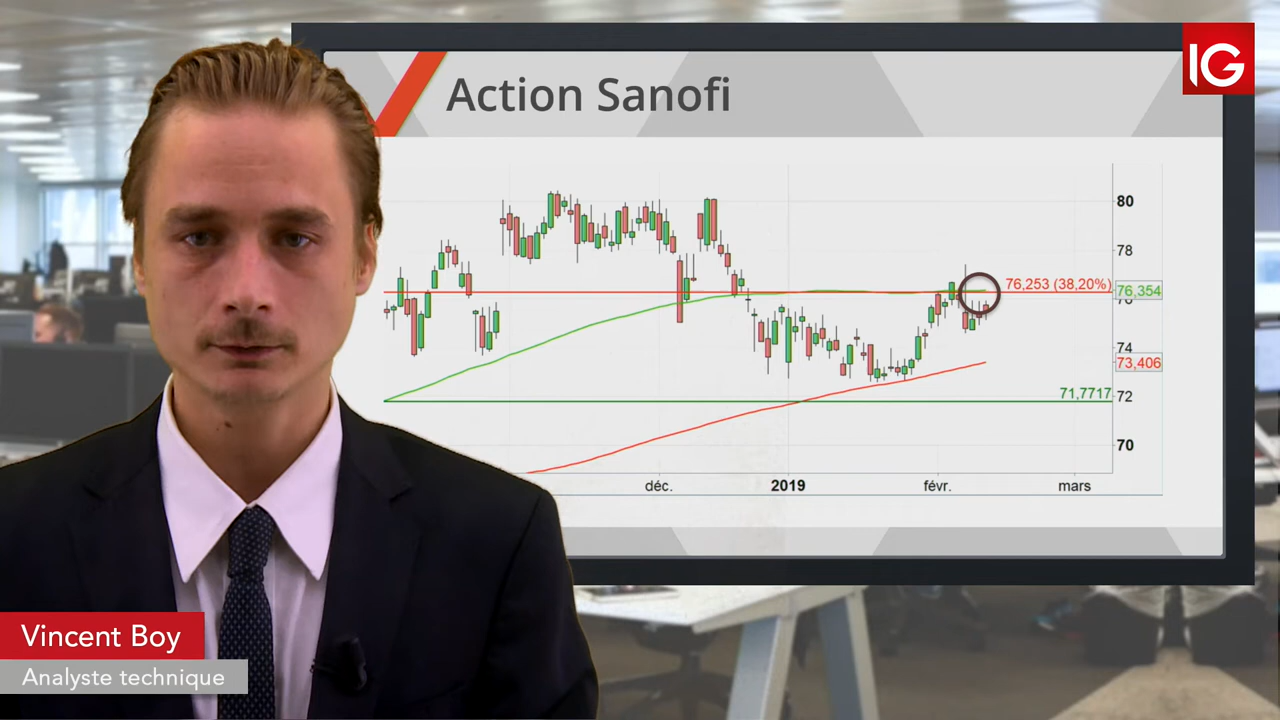 IG
Action Sanofi
80
78
76,253 (38,20%)
76,354
74
73,406
71,7717
72
70
déc.
2019
févr.
mars
Vincent Boy
Analyste technique